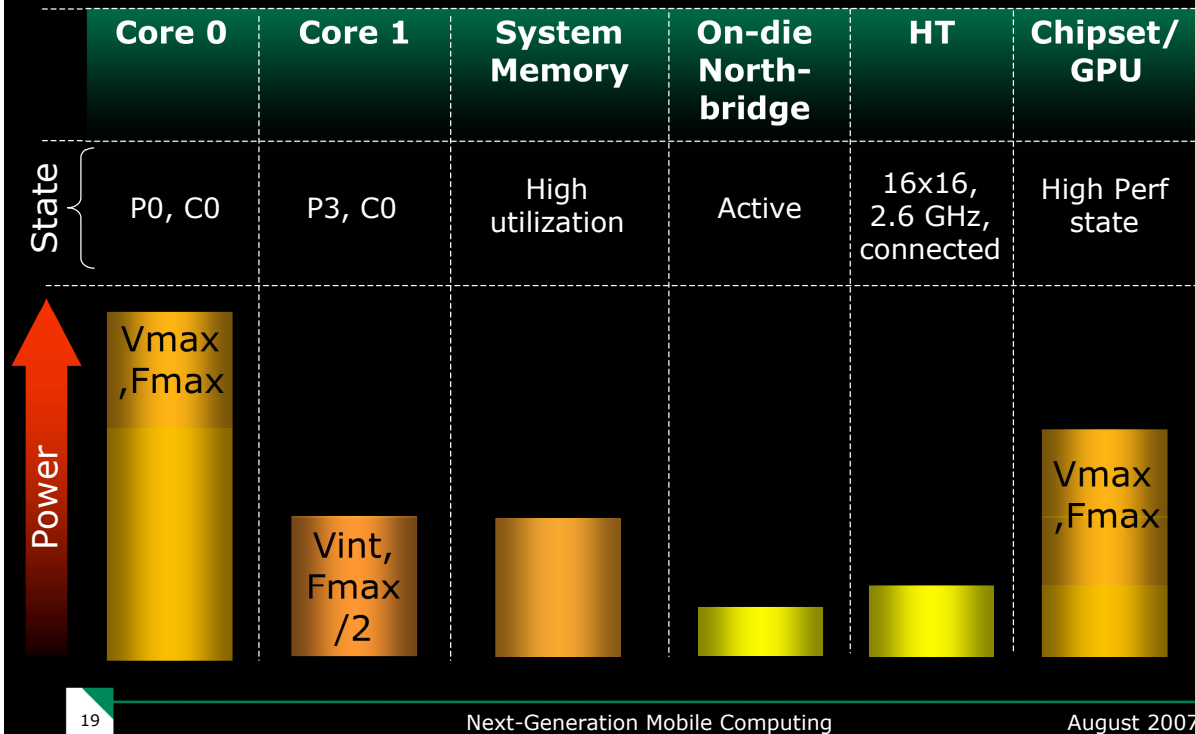 Core 0
Core 1
System
Memory
On-die
North-
bridge
HT
Chipset/
GPU
State
P0, C0
P3, C0
High
utilization
Active
16x16,
2.6 GHz,
connected
High Perf
state
Power
Vmax
,Fmax
Vint,
Fmax
/2
Vmax
,Fmax
19
Next-Generation Mobile Computing
August 2007